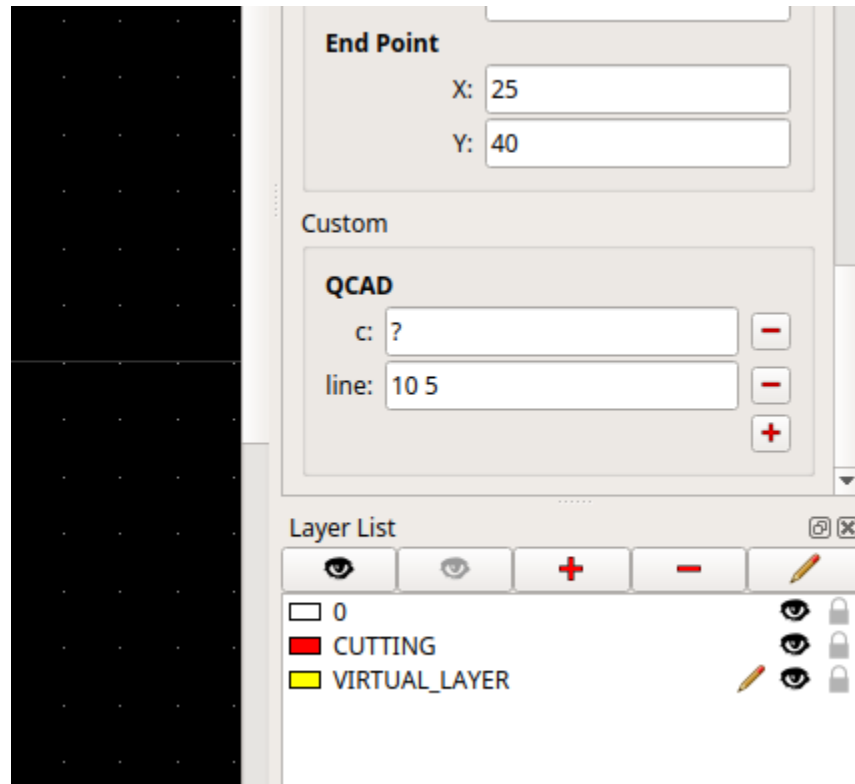 End Point
X: 25
Y: 40
Custom
QCAD
c: ?
line: 10 5
Layer List
0
CUTTING
VIRTUAL_LAYER